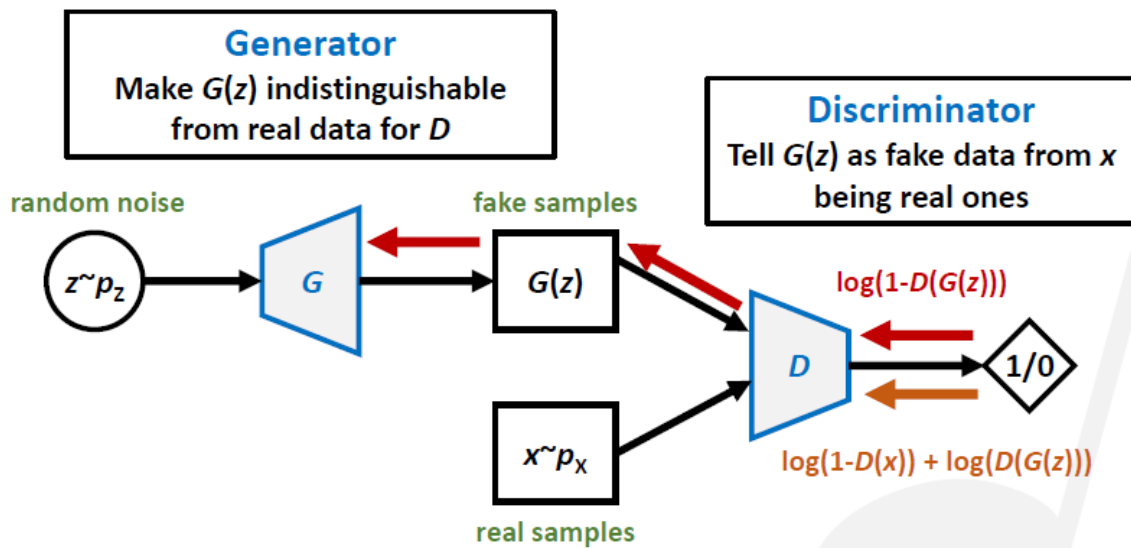 Generator
Make G(z) indistinguishable
from real data for D
Discriminator
Tell G(z) as fake data from x
being real ones
random noise
fake samples
z~pz
G
G(z)
log(1-D(G(z)))
D
1/0
x~px
log(1-D(x)) + log(D(G(z)))
real samples